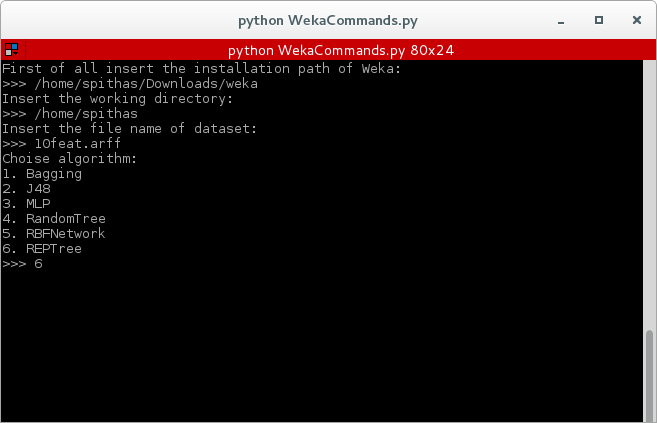 python WekaCommands.py
python WekaCommands.py 80x24
First of all insert the installation path of Weka:
>>> /home/spithas/Downloads/weka
Insert the working directory:
>>> /home/spithas
Insert the file name of dataset:
>>> 10feat.arff
Choise algorithm:
1. Bagging
2. J48
3. MLP
4. RandomTree
5. RBFNetwork
6. REPTree
>>> 6